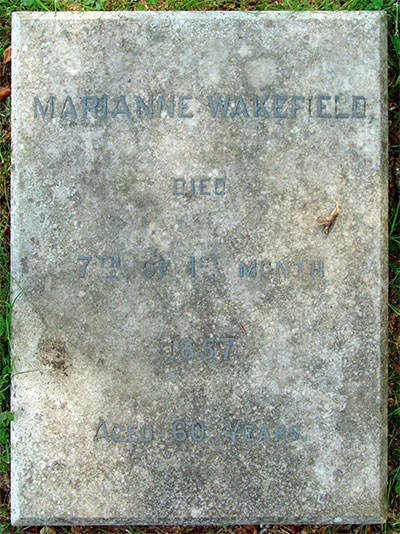 MARIANNE WAKEFIELD,
DIED
7TH OF 1ST MONTH
1857
AGED 60 YEARS